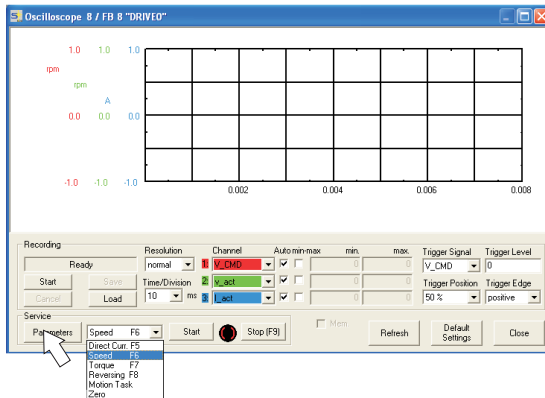 Oscilloscope 8 / FB 8 "DRIVE0"
1.0 1.0 1.0
rpm
rpm
A
0.0 0.0 0.0
-1.0 -1.0 -1.0
0.002 0.004 0.006 0.008
Recording
Resolution Channel Auto min-max min. max. Trigger Signal Trigger Level
Ready normal 1: V_CMD 0 0 V_CMD 0
Start Save Time/Division 2: v_act 0 0 Trigger Position Trigger Edge
Cancel Load 10 ms 3: I_act 0 0 50 % positive
Service
Parameters Speed F6 Start Stop (F9) Mem Refresh Default Settings Close
Direct Curr. F5
Speed F6
Torque F7
Reversing F8
Motion Task
Zero